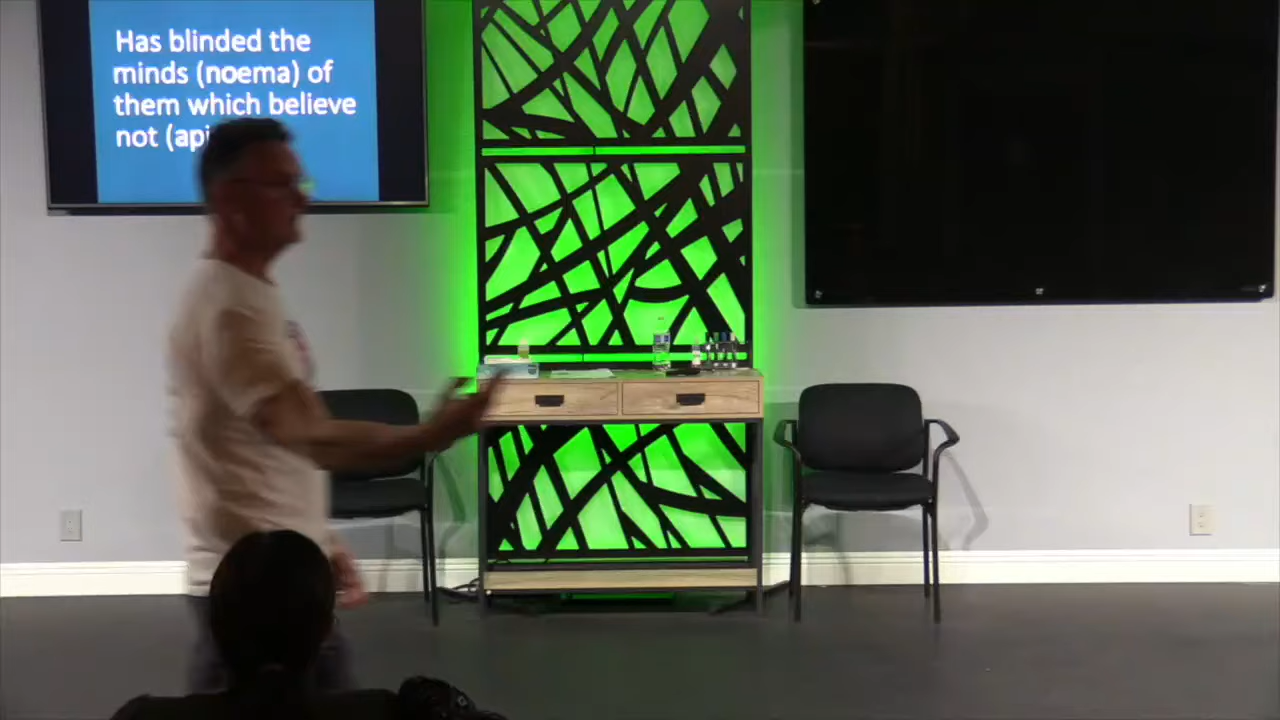 Has blinded the
minds (noema) of
them which believe
not